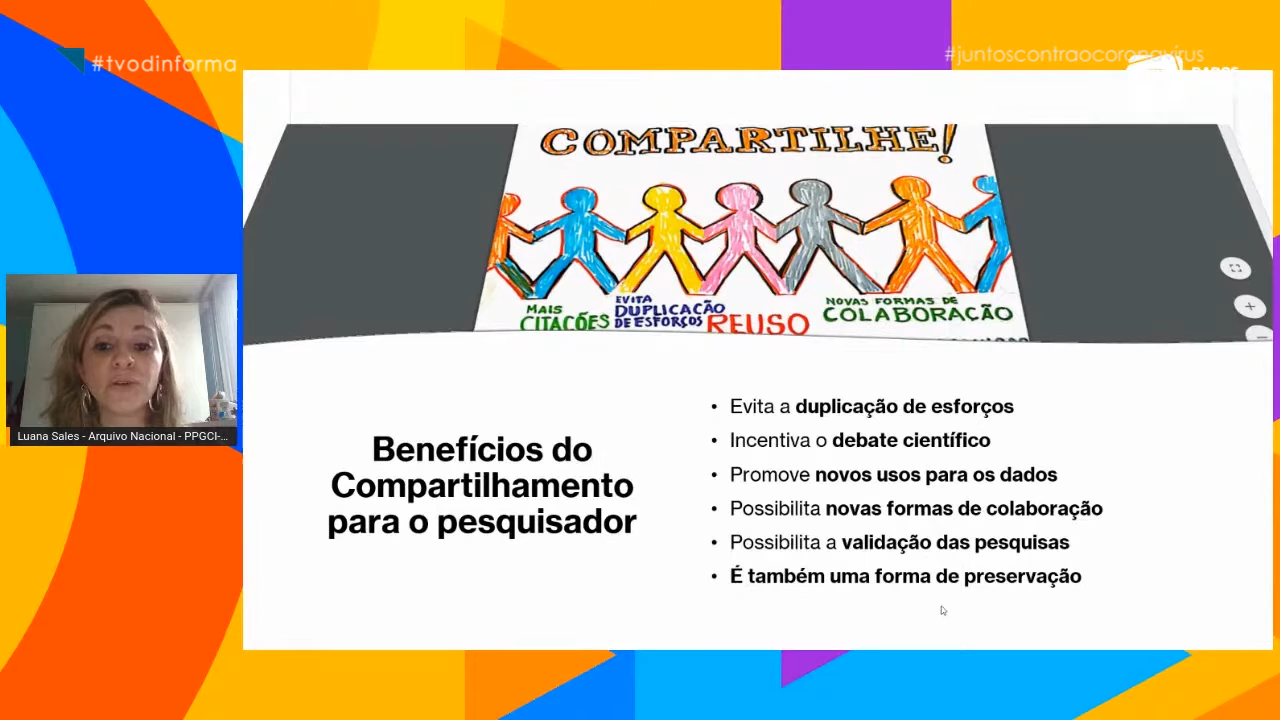 #tvodinforma
#juntoscontraocoronavírus
COMPARTILHE!
MAIS
CITAÇÕES
EVITA
DUPLICAÇÃO
DE ESFORÇOS
REUSO
NOVAS FORMAS DE
COLABORAÇÃO
Luana Sales - Arquivo Nacional - PPGCI-...
Benefícios do
Compartilhamento
para o pesquisador
• Evita a duplicação de esforços
• Incentiva o debate científico
• Promove novos usos para os dados
• Possibilita novas formas de colaboração
• Possibilita a validação das pesquisas
• É também uma forma de preservação